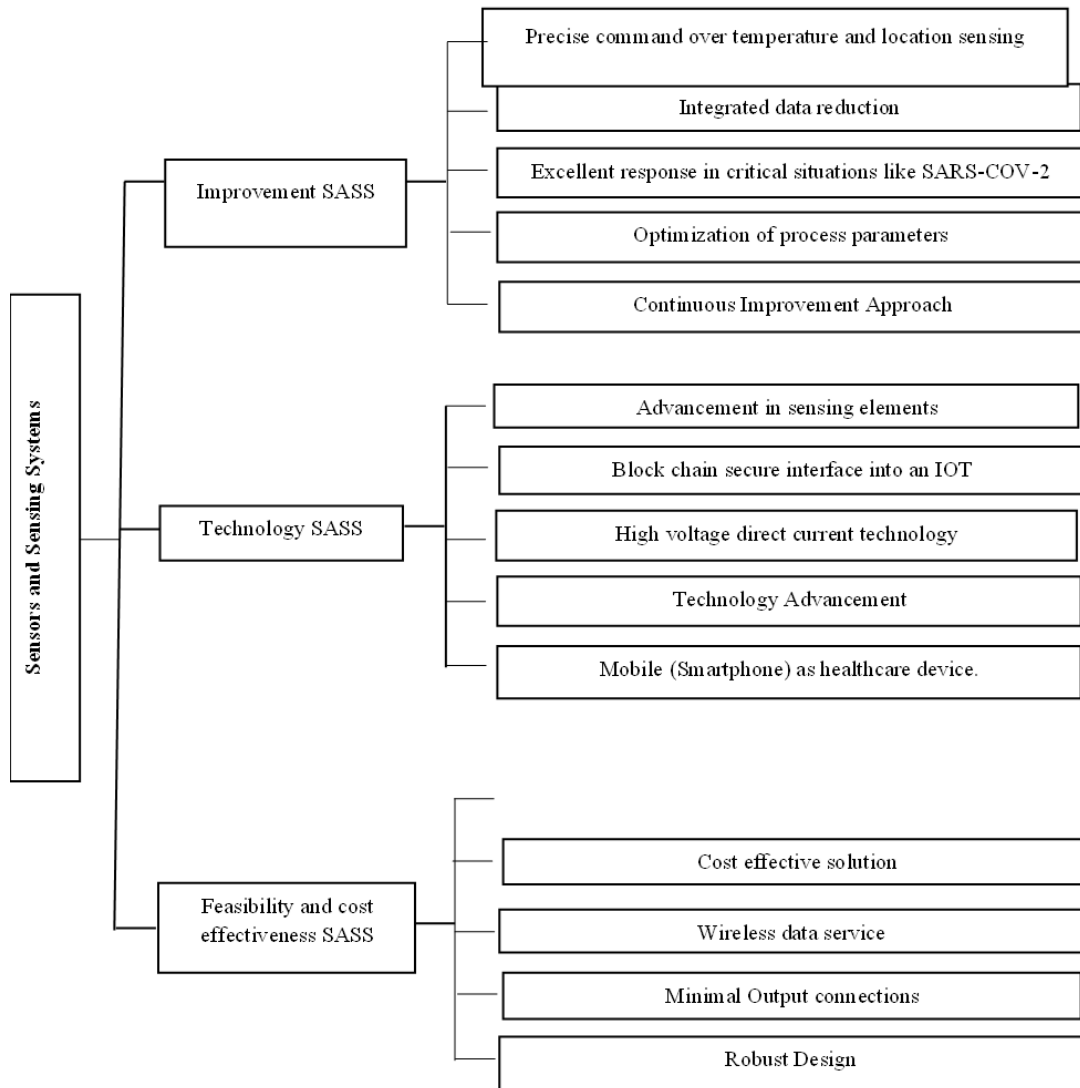 Sensors and Sensing Systems
Improvement SASS
Precise command over temperature and location sensing
Integrated data reduction
Excellent response in critical situations like SARS-COV-2
Optimization of process parameters
Continuous Improvement Approach
Technology SASS
Advancement in sensing elements
Block chain secure interface into an IOT
High voltage direct current technology
Technology Advancement
Mobile (Smartphone) as healthcare device.
Feasibility and cost
effectiveness SASS
Cost effective solution
Wireless data service
Minimal Output connections
Robust Design